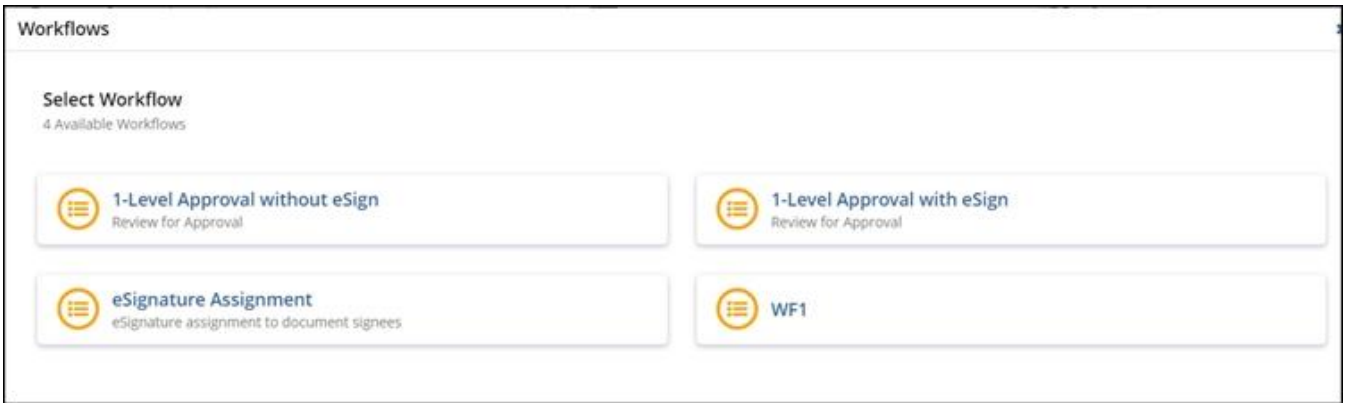 Workflows
Select Workflow
4 Available Workflows
1-Level Approval without eSign
Review for Approval
1-Level Approval with eSign
Review for Approval
eSignature Assignment
eSignature assignment to document signees
WF1